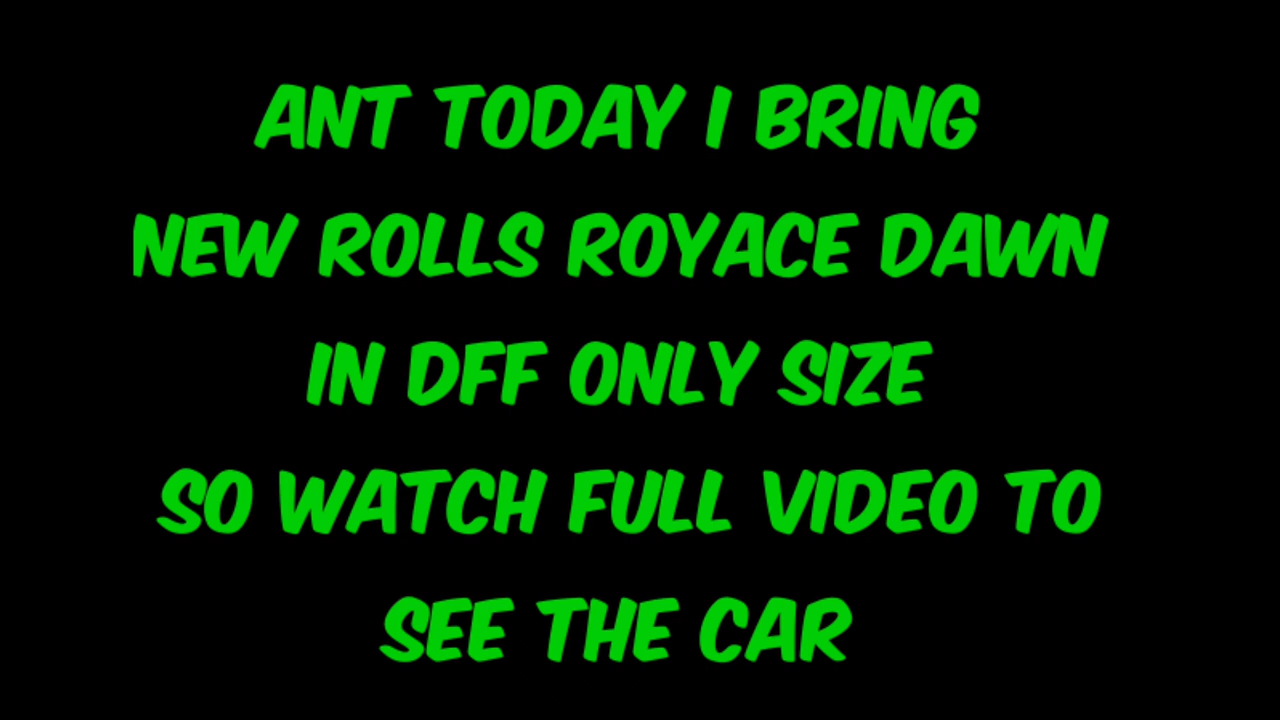 ANT TODAY I BRING
NEW ROLLS ROYACE DAWN
IN DFF ONLY SIZE
SO WATCH FULL VIDEO TO
SEE THE CAR